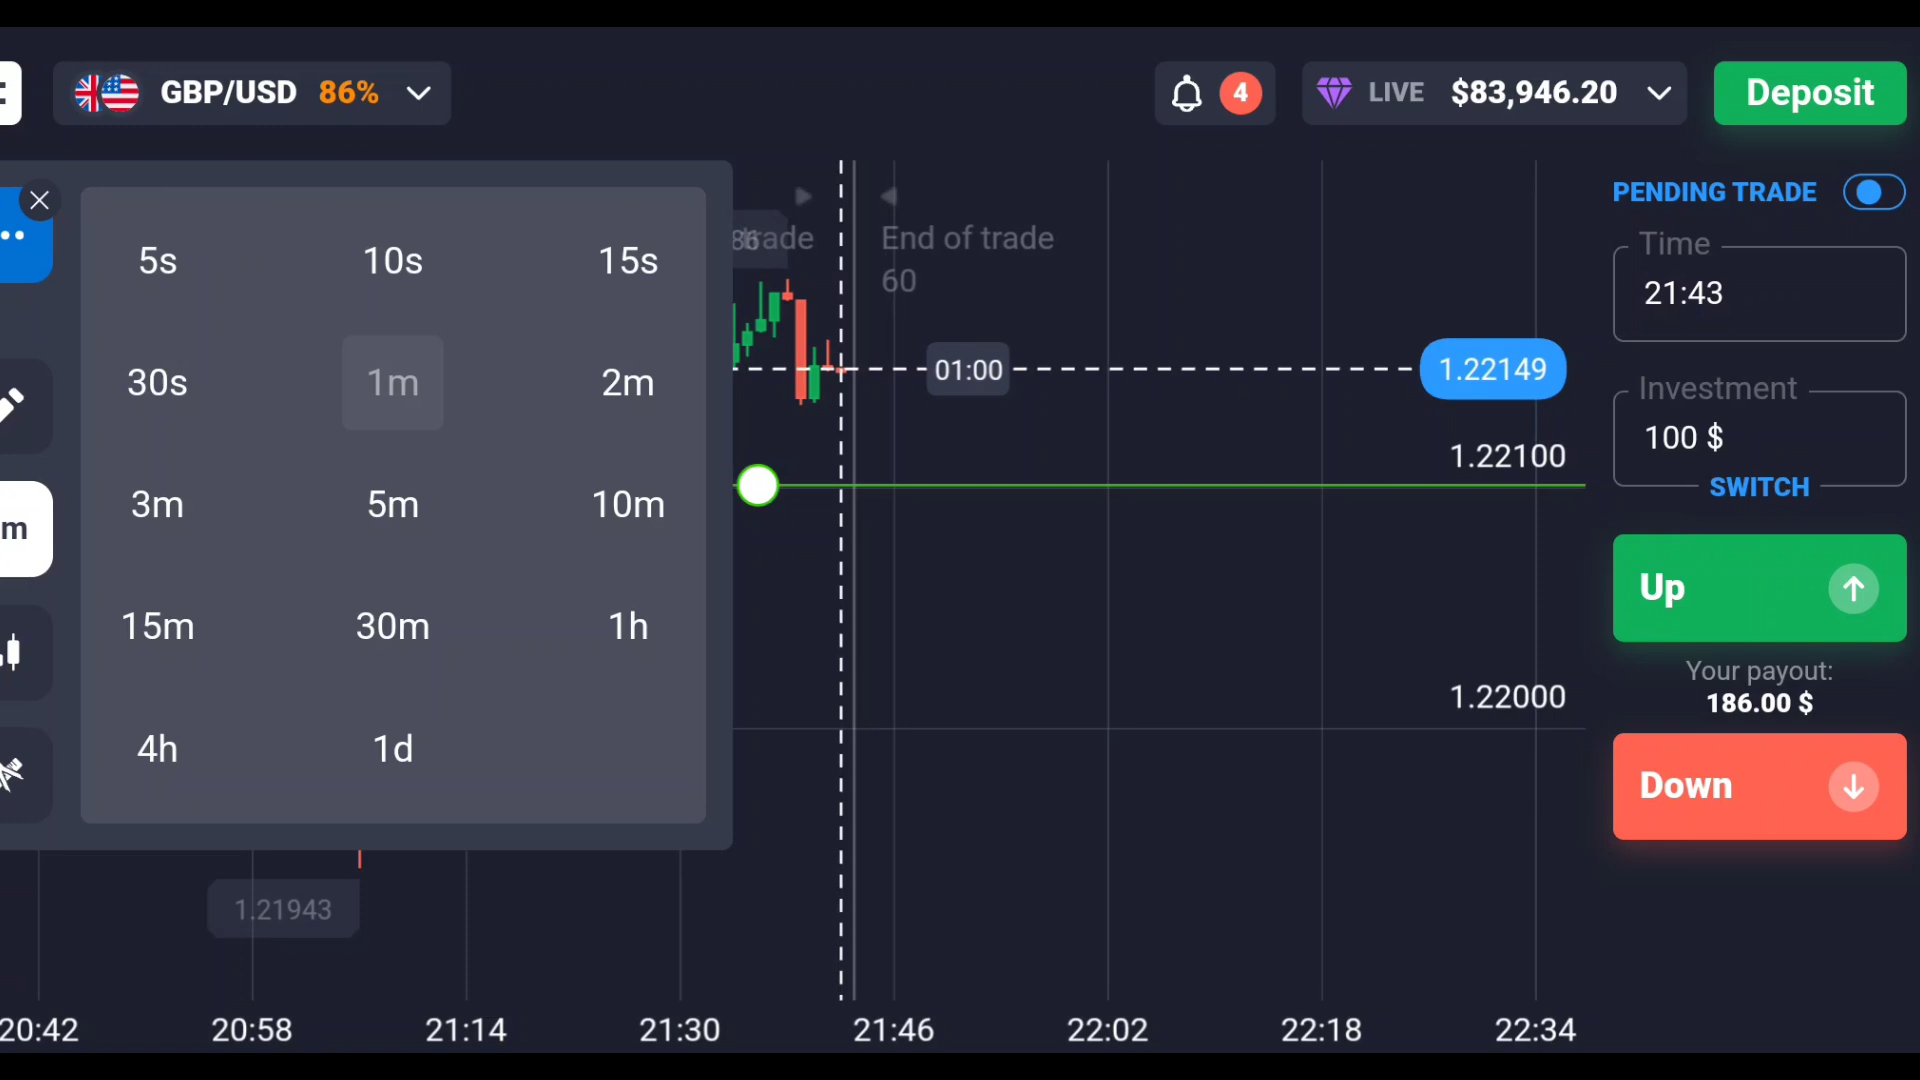 GBP/USD 86%
4
LIVE $83,946.20
Deposit
PENDING TRADE
5s 10s 15s
30s 1m 2m
3m 5m 10m
15m 30m 1h
4h 1d
m
86
trade
End of trade
60
01:00
1.22149
1.22100
1.22000
1.21943
Time
21:43
Investment
100 $
SWITCH
Up
Your payout:
186.00 $
Down
20:42 20:58 21:14 21:30 21:46 22:02 22:18 22:34